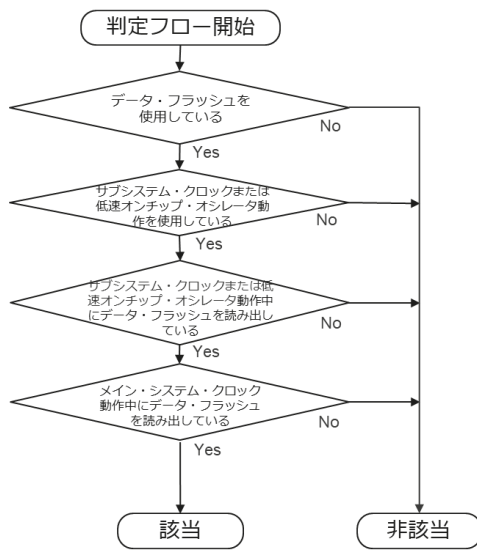 判定フロー開始
データ・フラッシュを
使用している
No
Yes
サブシステム・クロックまたは
低速オンチップ・オシレータ動
作を使用している
No
Yes
サブシステム・クロックまたは低
速オンチップ・オシレータ動作中
にデータ・フラッシュを読み出し
ている
No
Yes
メイン・システム・クロック
動作中にデータ・フラッシュ
を読み出している
No
Yes
該当
非該当